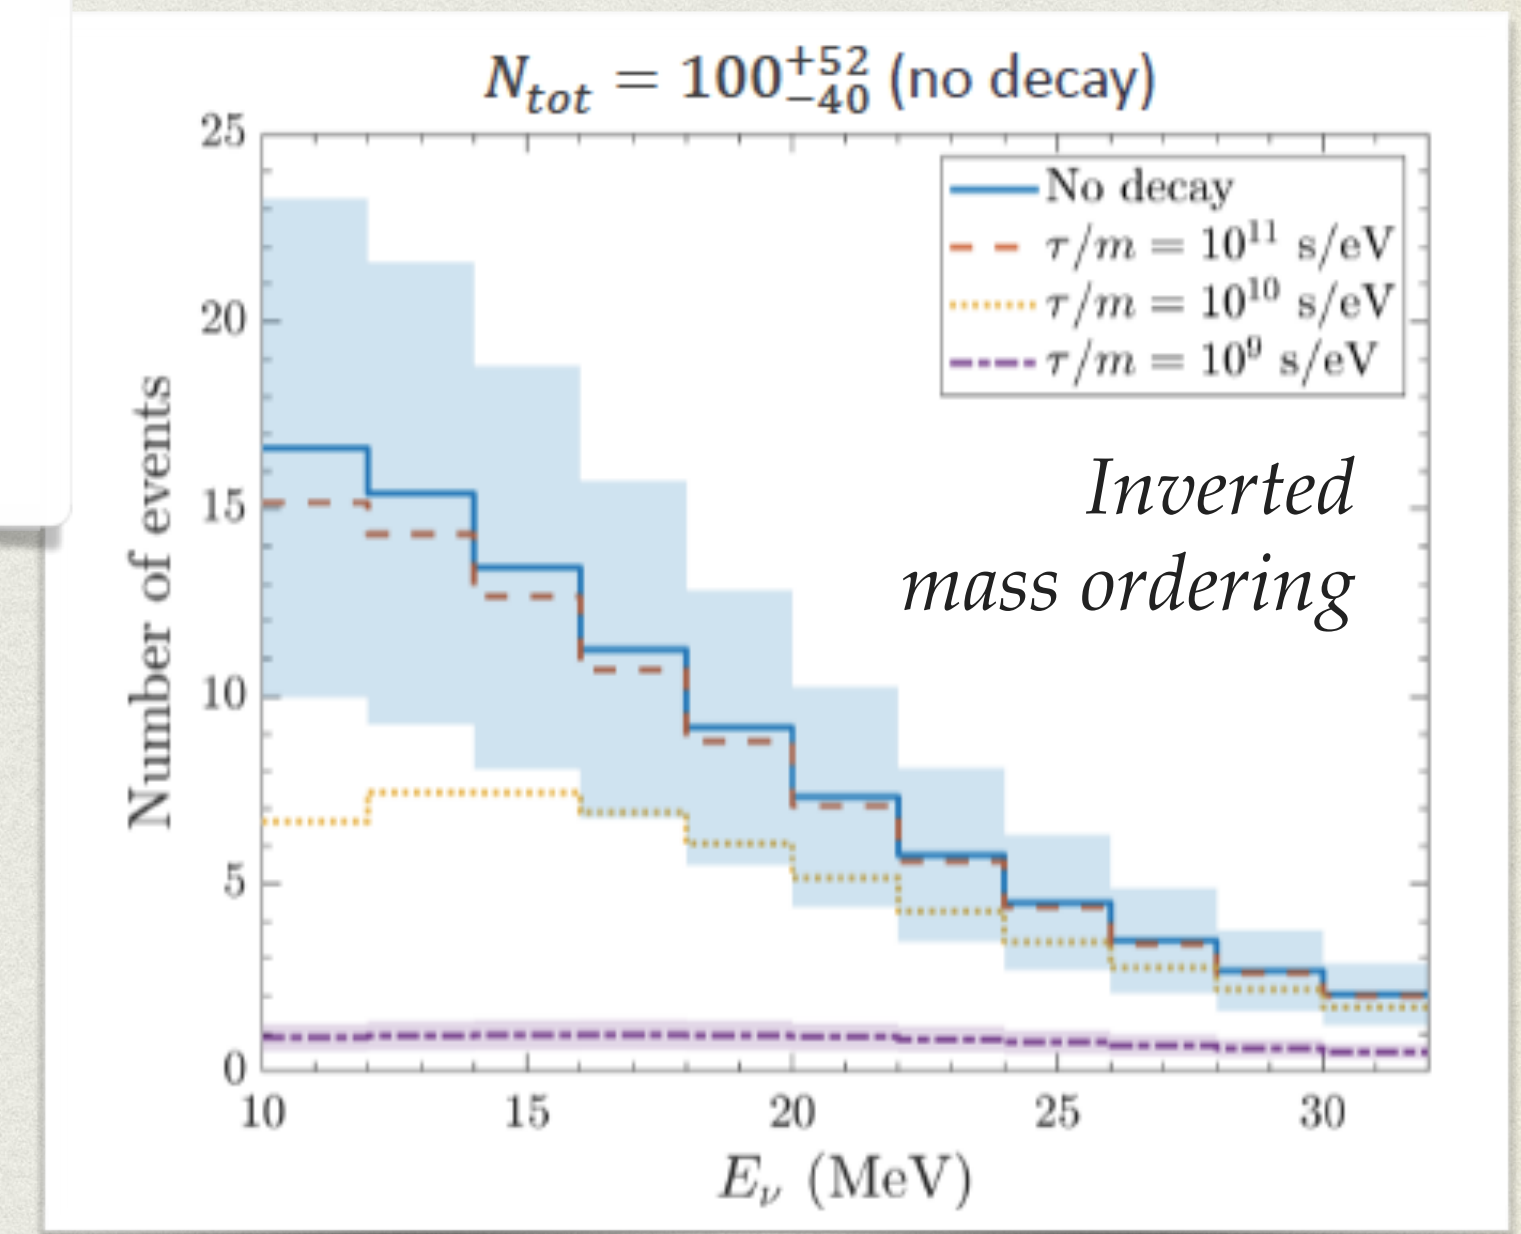 N_tot = 100^{+52}_{-40} (no decay)
25
20
15
10
5
0
Number of events
No decay
τ/m = 10^{11} s/eV
τ/m = 10^{10} s/eV
τ/m = 10^9 s/eV
Inverted
mass ordering
10 15 20 25 30
E_ν (MeV)